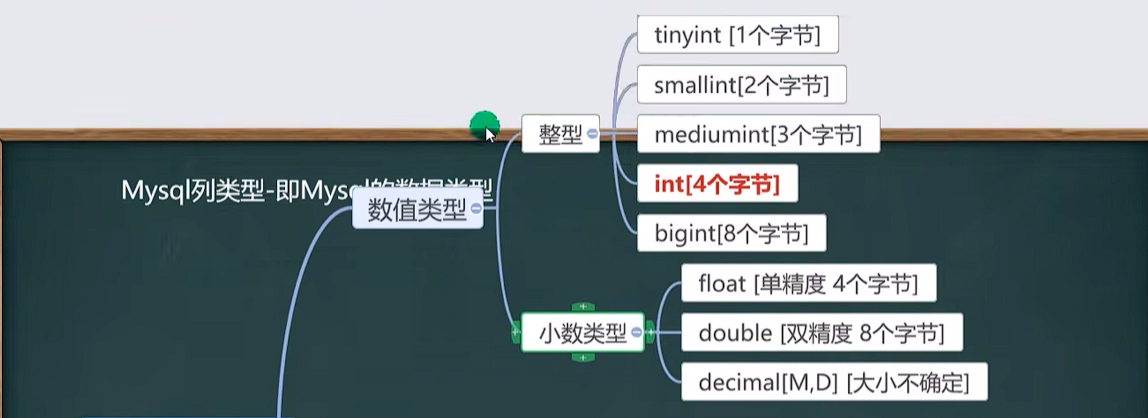 tinyint [1个字节]
smallint[2个字节]
整型
mediumint[3个字节]
int[4个字节]
Mysql列类型-即Mysql的数据类型
数值类型
bigint[8个字节]
float [单精度 4个字节]
小数类型
double [双精度 8个字节]
decimal[M,D] [大小不确定]